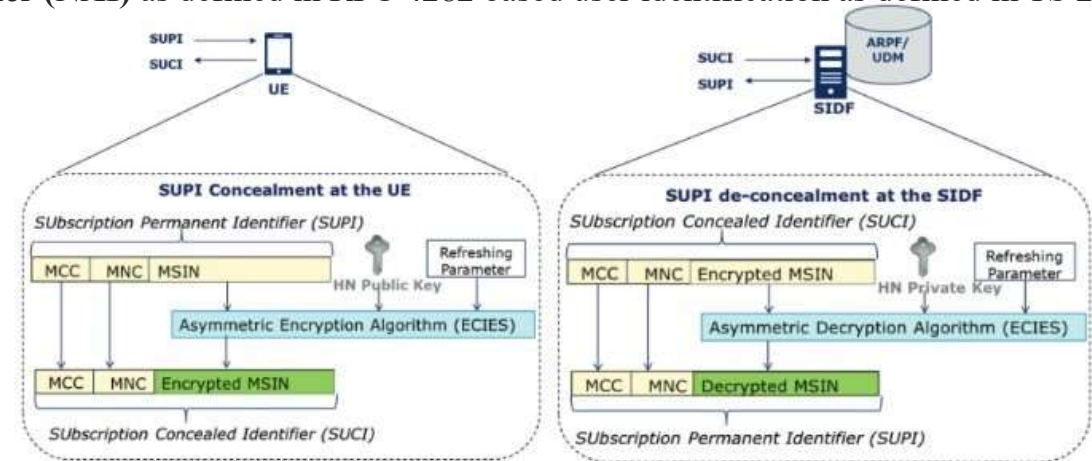 SUPI
SUCI
UE
SUPI Concealment at the UE
SUbscription Permanent Identifier (SUPI)
MCC MNC MSIN
HN Public Key
Refreshing
Parameter
Asymmetric Encryption Algorithm (ECIES)
MCC MNC Encrypted MSIN
SUbscription Concealed Identifier (SUCI)
ARPF/
UDM
SUCI
SUPI
SIDF
SUPI de-concealment at the SIDF
SUbscription Concealed Identifier (SUCI)
MCC MNC Encrypted MSIN
HN Private Key
Refreshing
Parameter
Asymmetric Decryption Algorithm (ECIES)
MCC MNC Decrypted MSIN
SUbscription Permanent Identifier (SUPI)